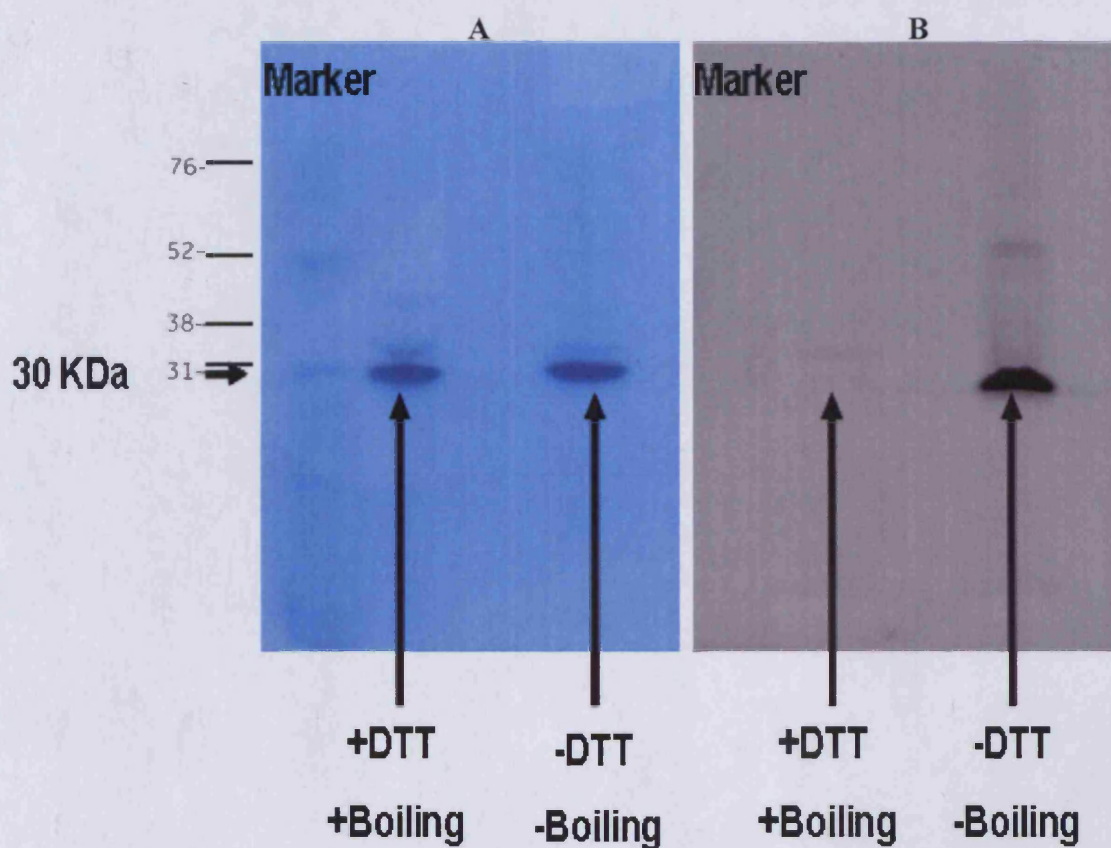 A
B
Marker
Marker
76-
52-
38-
30 KDa
31-
+DTT
-DTT
+DTT
-DTT
+Boiling
-Boiling
+Boiling
-Boiling